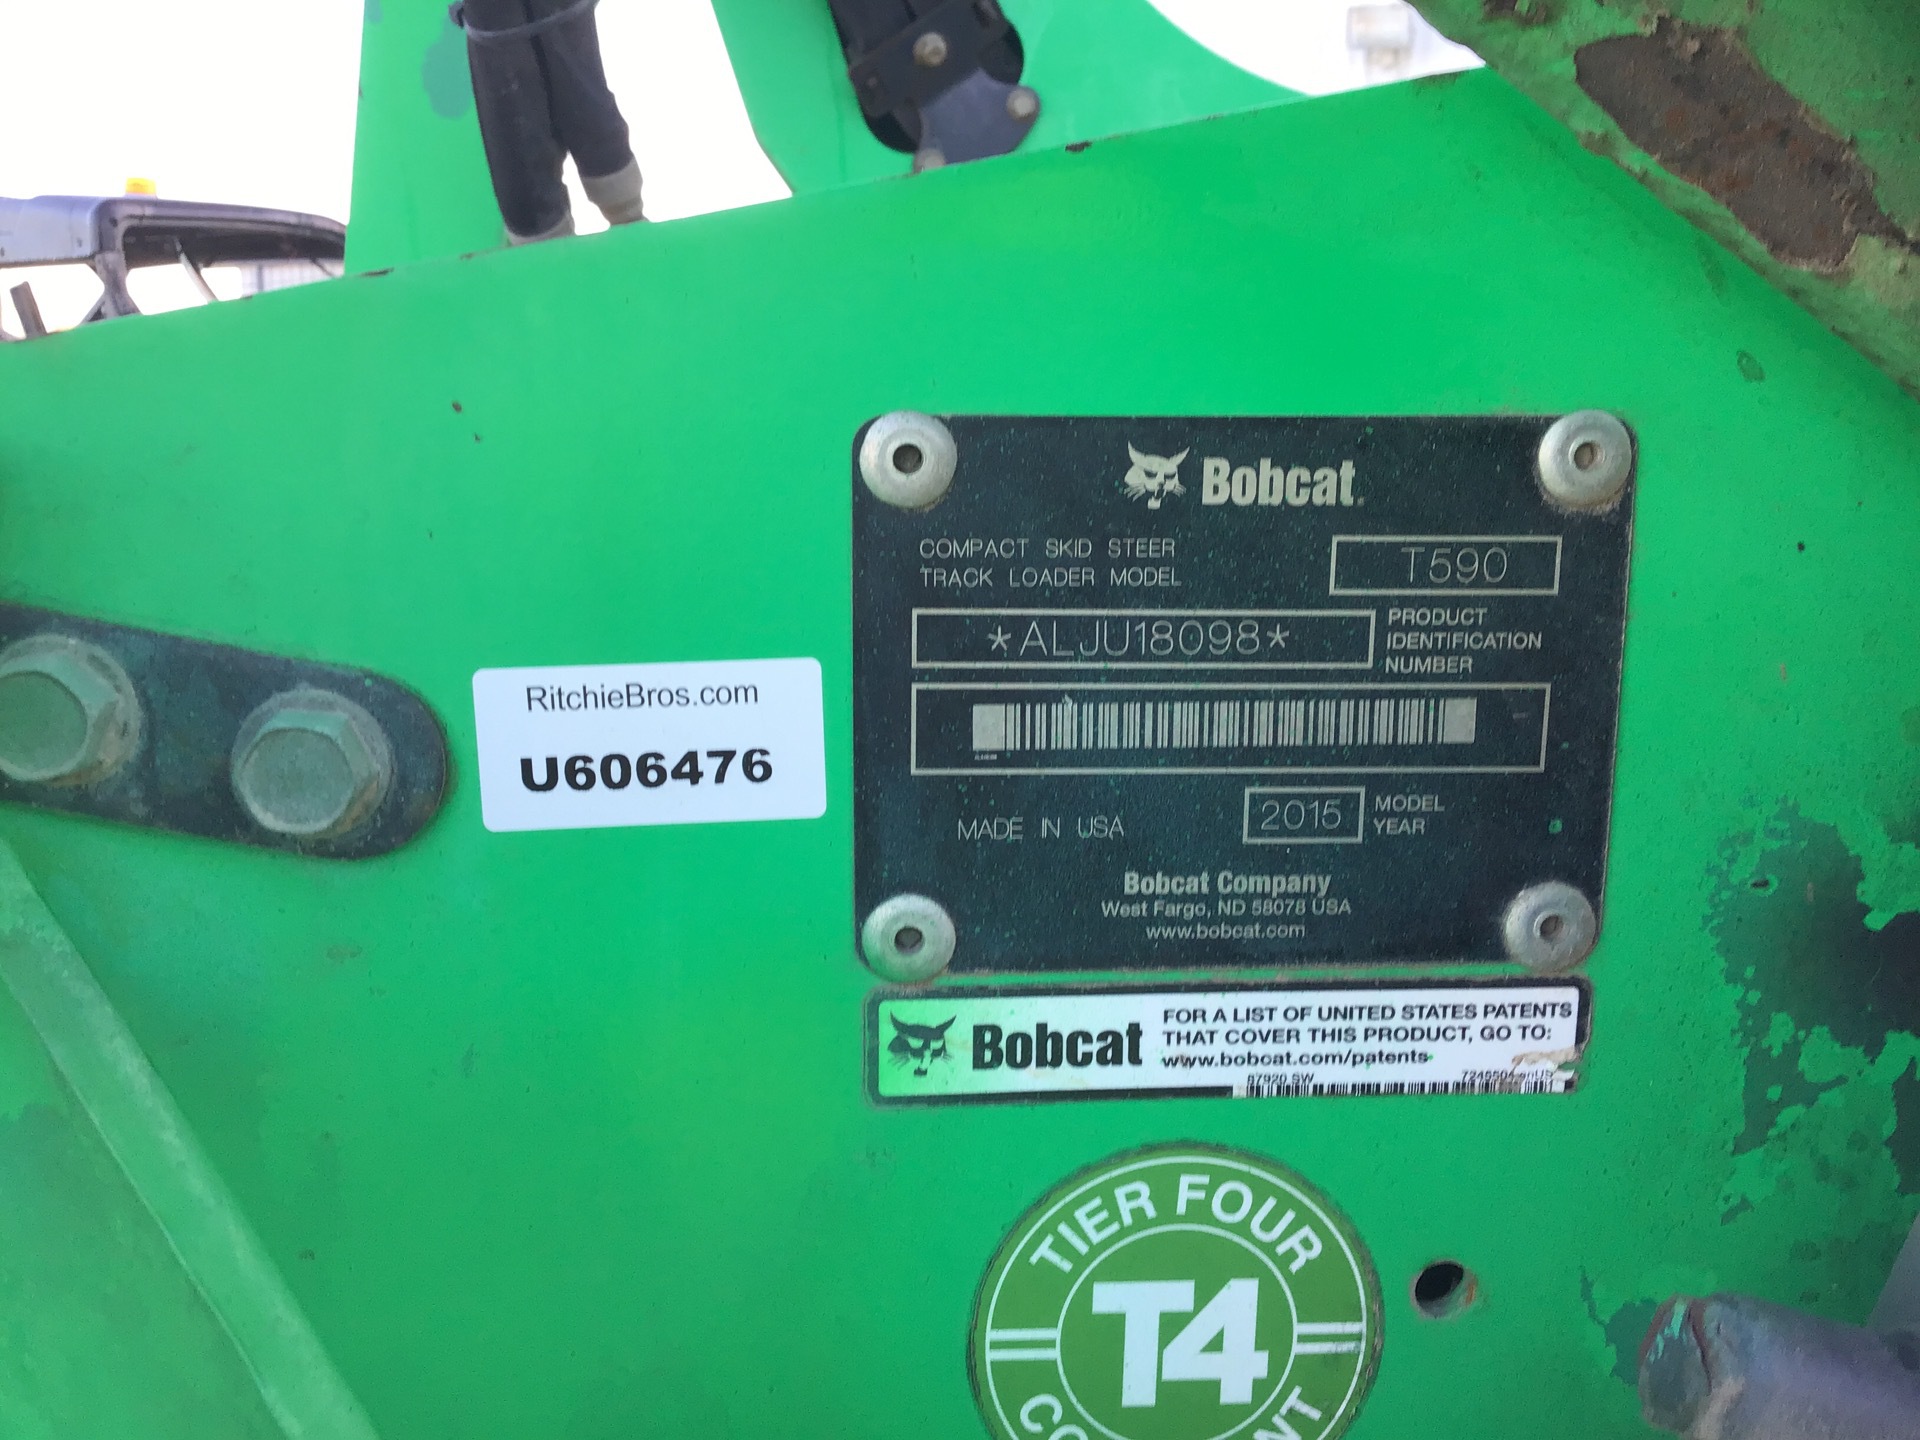 Bobcat
COMPACT SKID STEER
TRACK LOADER MODEL
T590
*ALJU18098*
PRODUCT
IDENTIFICATION
NUMBER
MADE IN USA
2015
MODEL
YEAR
Bobcat Company
West Fargo, ND 58078 USA
www.bobcat.com
RitchieBros.com
U606476
Bobcat
FOR A LIST OF UNITED STATES PATENTS
THAT COVER THIS PRODUCT, GO TO:
www.bobcat.com/patents
87920 SW
TIER FOUR
T4